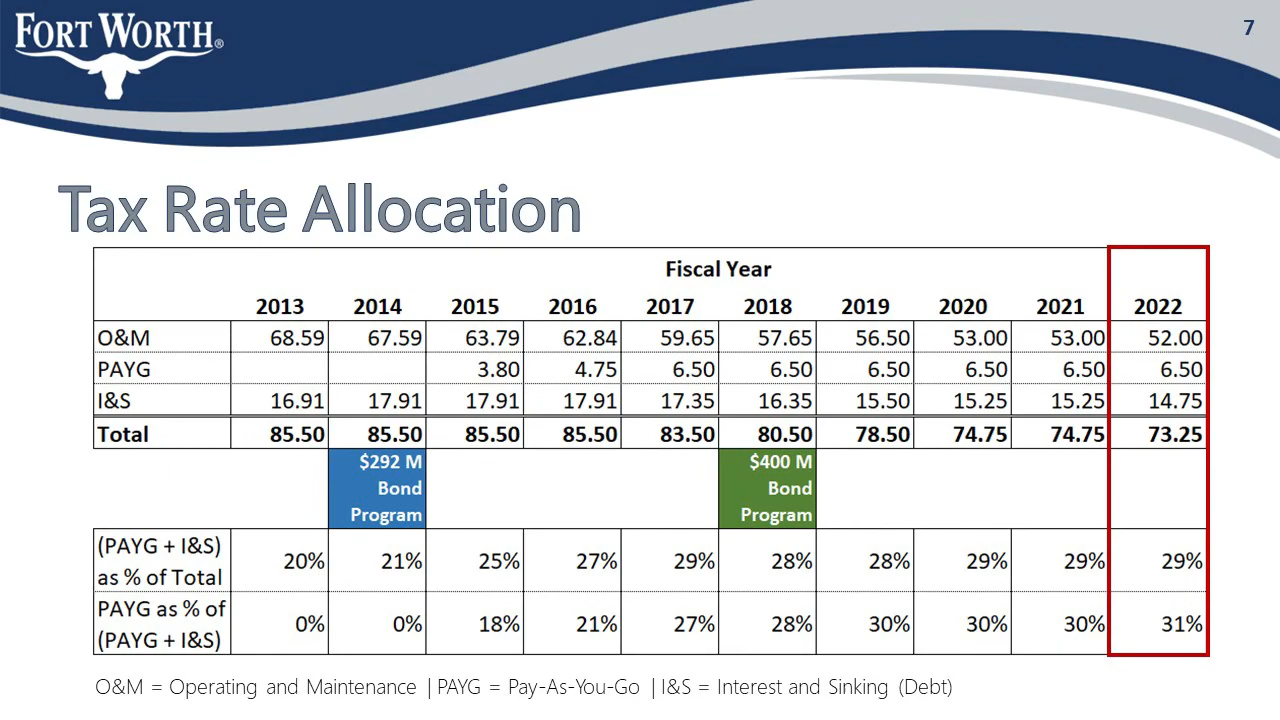 FORT WORTH®
7
Tax Rate Allocation
Fiscal Year
2013 2014 2015 2016 2017 2018 2019 2020 2021 2022
O&M 68.59 67.59 63.79 62.84 59.65 57.65 56.50 53.00 53.00 52.00
PAYG 3.80 4.75 6.50 6.50 6.50 6.50 6.50 6.50
I&S 16.91 17.91 17.91 17.91 17.35 16.35 15.50 15.25 15.25 14.75
Total 85.50 85.50 85.50 85.50 83.50 80.50 78.50 74.75 74.75 73.25
$292 M
Bond
Program
$400 M
Bond
Program
(PAYG + I&S)
as % of Total
20% 21% 25% 27% 29% 28% 28% 29% 29% 29%
PAYG as % of
(PAYG + I&S)
0% 0% 18% 21% 27% 28% 30% 30% 30% 31%
O&M = Operating and Maintenance | PAYG = Pay-As-You-Go | I&S = Interest and Sinking (Debt)